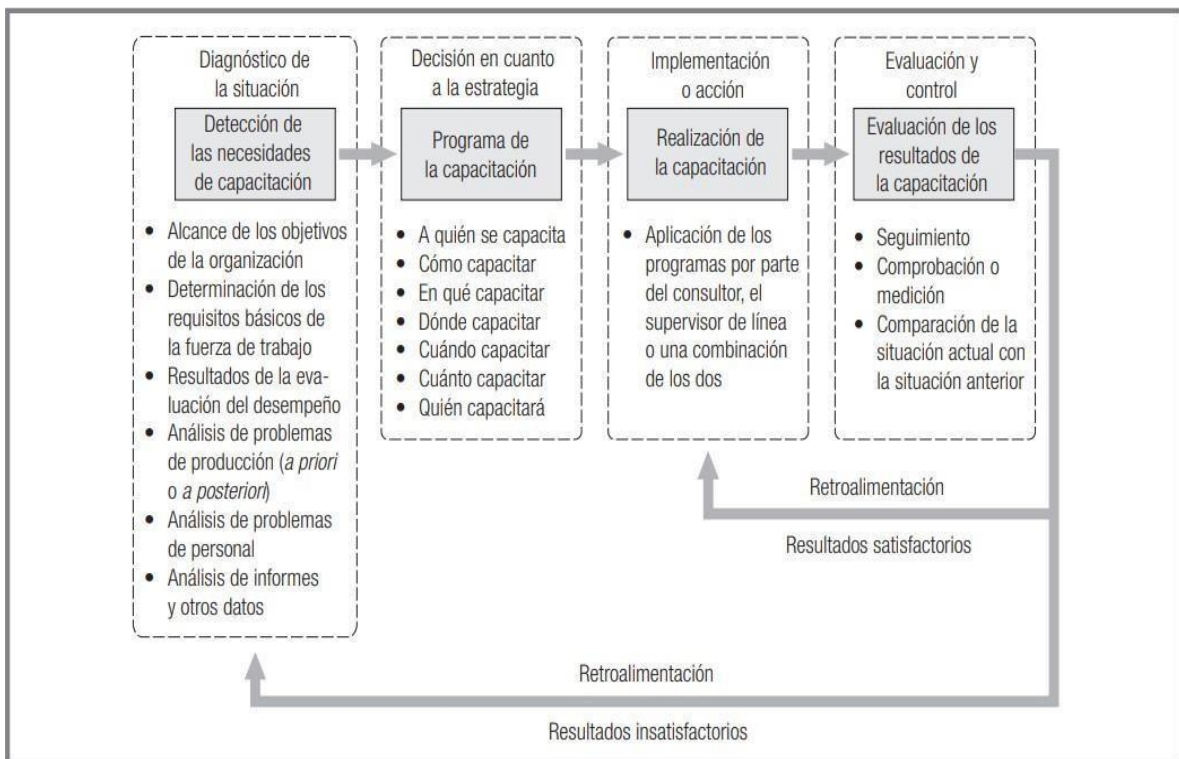 Diagnóstico de
la situación
Detección de
las necesidades
de capacitación
• Alcance de los objetivos
de la organización
• Determinación de los
requisitos básicos de
la fuerza de trabajo
• Resultados de la eva-
luación del desempeño
• Análisis de problemas
de producción (a priori
o a posteriori)
• Análisis de problemas
de personal
• Análisis de informes
y otros datos
Decisión en cuanto
a la estrategia
Programa de
la capacitación
• A quién se capacita
• Cómo capacitar
• En qué capacitar
• Dónde capacitar
• Cuándo capacitar
• Cuánto capacitar
• Quién capacitará
Implementación
o acción
Realización de
la capacitación
• Aplicación de los
programas por parte
del consultor, el
supervisor de línea
o una combinación
de los dos
Evaluación y
control
Evaluación de los
resultados de
la capacitación
• Seguimiento
• Comprobación o
medición
• Comparación de la
situación actual con
la situación anterior
Retroalimentación
Resultados satisfactorios
Retroalimentación
Resultados insatisfactorios